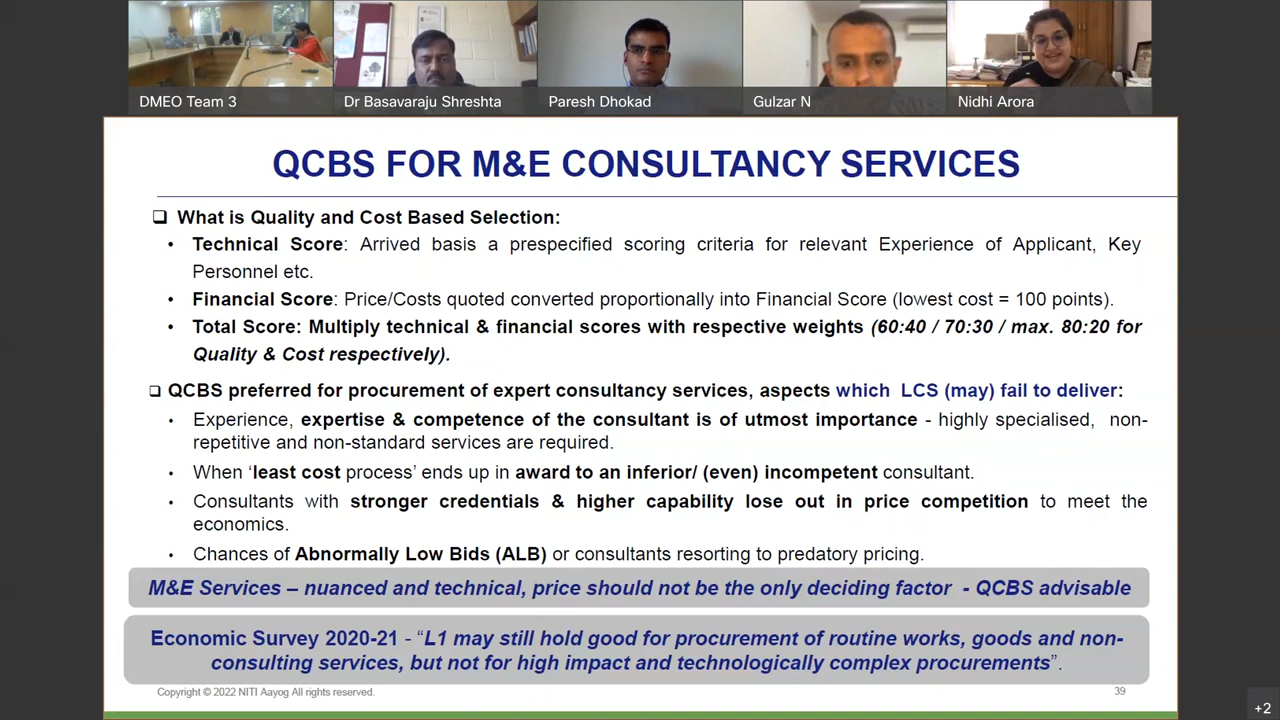 DMEO Team 3
Dr Basavaraju Shreshta
Paresh Dhokad
Gulzar N
Nidhi Arora
QCBS FOR M&E CONSULTANCY SERVICES
❑ What is Quality and Cost Based Selection:
• Technical Score: Arrived basis a prespecified scoring criteria for relevant Experience of Applicant, Key
Personnel etc.
• Financial Score: Price/Costs quoted converted proportionally into Financial Score (lowest cost = 100 points).
• Total Score: Multiply technical & financial scores with respective weights (60:40 / 70:30 / max. 80:20 for
Quality & Cost respectively).
❑ QCBS preferred for procurement of expert consultancy services, aspects which LCS (may) fail to deliver:
• Experience, expertise & competence of the consultant is of utmost importance - highly specialised, non-
repetitive and non-standard services are required.
• When ‘least cost process’ ends up in award to an inferior/ (even) incompetent consultant.
• Consultants with stronger credentials & higher capability lose out in price competition to meet the
economics.
• Chances of Abnormally Low Bids (ALB) or consultants resorting to predatory pricing.
M&E Services – nuanced and technical, price should not be the only deciding factor - QCBS advisable
Economic Survey 2020-21 - “L1 may still hold good for procurement of routine works, goods and non-
consulting services, but not for high impact and technologically complex procurements”.
Copyright © 2022 NITI Aayog All rights reserved.
39
+2